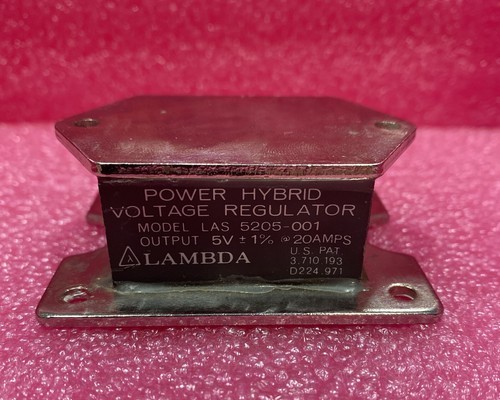 POWER HYBRID
VOLTAGE REGULATOR
MODEL LAS 5205-001
OUTPUT 5V ± 1% @ 20AMPS
LAMBDA
U.S. PAT
3.710.193
D224.971